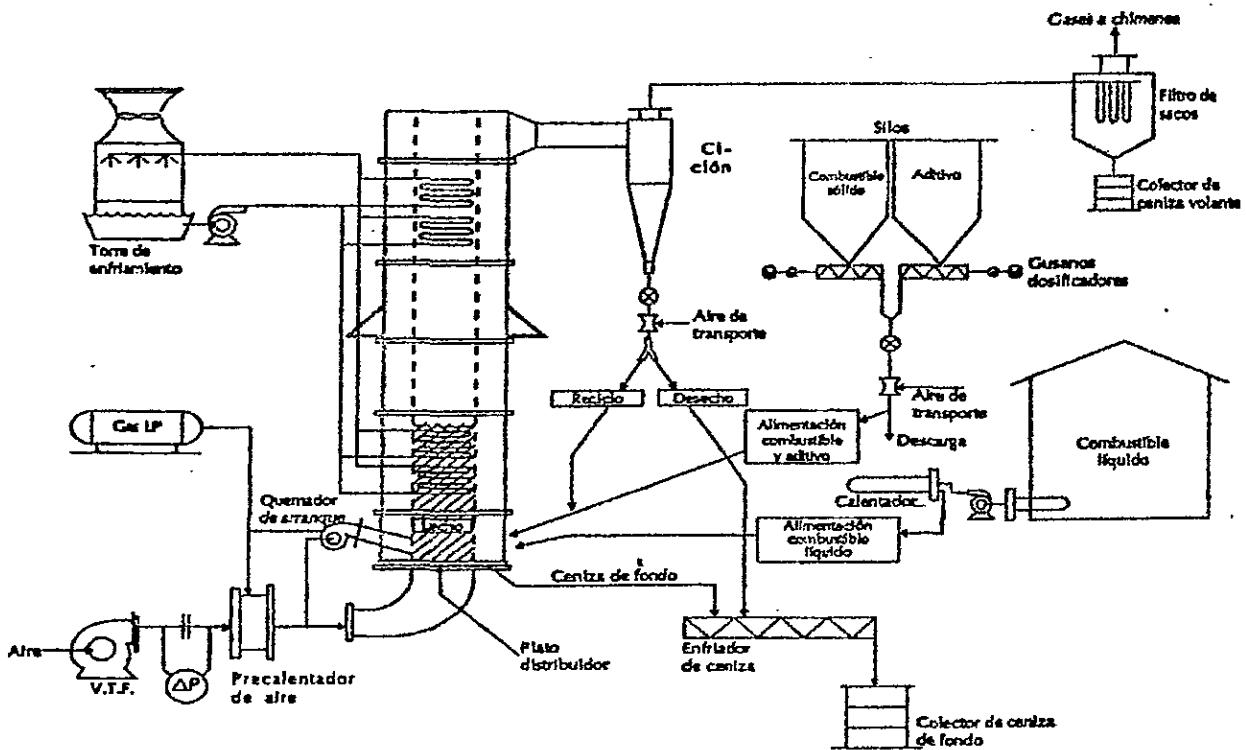 Gases a chimenea
Filtro de
sacos
Colector de
ceniza volante
Silos
Combustible
sólido
Aditivo
Ci-
clón
Gusanos
dosificadores
Torre de
enfriamiento
Aire de
transporte
Reciclo
Desecho
Aire de
transporte
Descarga
Alimentación
combustible
y aditivo
Combustible
líquido
Calentador
Gas LP
Quemador
de arranque
Lecho
Alimentación
combustible
líquido
Ceniza de fondo
Aire
V.T.F.
ΔP
Precalentador
de aire
Plato
distribuidor
Enfriador
de ceniza
Colector de ceniza
de fondo